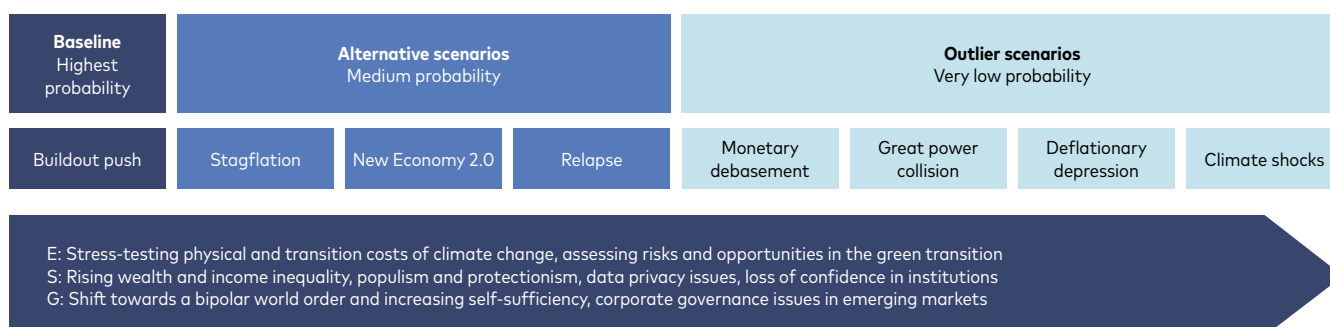 Baseline
Highest
probability
Alternative scenarios
Medium probability
Outlier scenarios
Very low probability
Buildout push
Stagflation
New Economy 2.0
Relapse
Monetary
debasement
Great power
collision
Deflationary
depression
Climate shocks
E: Stress-testing physical and transition costs of climate change, assessing risks and opportunities in the green transition
S: Rising wealth and income inequality, populism and protectionism, data privacy issues, loss of confidence in institutions
G: Shift towards a bipolar world order and increasing self-sufficiency, corporate governance issues in emerging markets